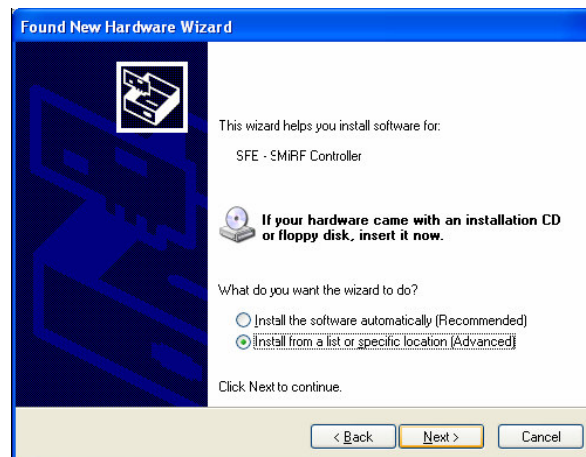 Found New Hardware Wizard
This wizard helps you install software for:
SFE - SMiRF Controller
If your hardware came with an installation CD
or floppy disk, insert it now.
What do you want the wizard to do?
Install the software automatically (Recommended)
Install from a list or specific location (Advanced)
Click Next to continue.
< Back
Next >
Cancel